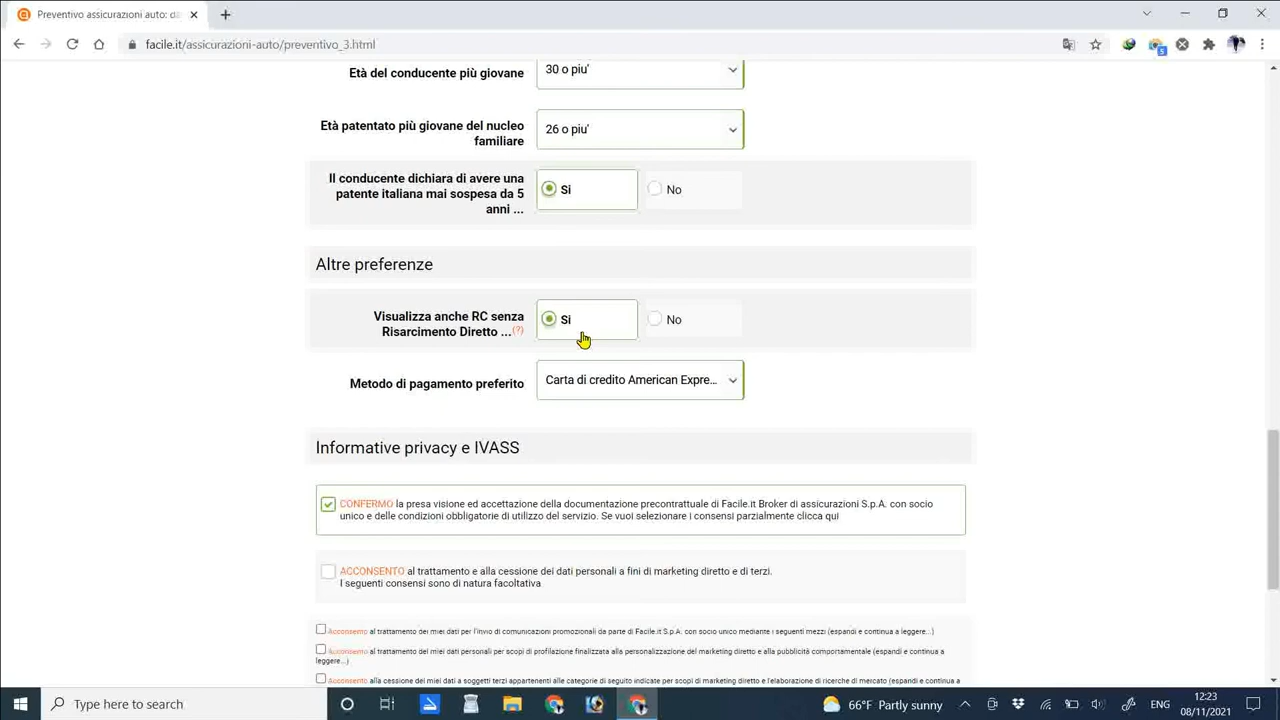 Preventivo assicurazioni auto: da
facile.it/assicurazioni-auto/preventivo_3.html
5
Età del conducente più giovane
30 o piu'
Età patentato più giovane del nucleo
familiare
26 o piu'
Il conducente dichiara di avere una
patente italiana mai sospesa da 5
anni ...
Si
No
Altre preferenze
Visualizza anche RC senza
Risarcimento Diretto ... (?)
Si
No
Metodo di pagamento preferito
Carta di credito American Expre...
Informative privacy e IVASS
CONFERMO la presa visione ed accettazione della documentazione precontrattuale di Facile.it Broker di assicurazioni S.p.A. con socio
unico e delle condizioni obbligatorie di utilizzo del servizio. Se vuoi selezionare i consensi parzialmente clicca qui
ACCONSENTO al trattamento e alla cessione dei dati personali a fini di marketing diretto e di terzi.
I seguenti consensi sono di natura facoltativa
Acconsento al trattamento dei miei dati per l'invio di comunicazioni promozionali da parte di Facile.it S.p.A. con socio unico mediante i seguenti mezzi (espandi e continua a leggere...)
Acconsento al trattamento dei miei dati personali per scopi di profilazione finalizzata alla personalizzazione del marketing diretto e alla pubblicità comportamentale (espandi e continua a
leggere...)
Acconsento alla cessione dei miei dati a soggetti terzi appartenenti alle categorie di seguito indicate per scopi di marketing diretto e l'elaborazione di ricerche di mercato (espandi e continua a
Type here to search
66°F Partly sunny
ENG
12:23
08/11/2021